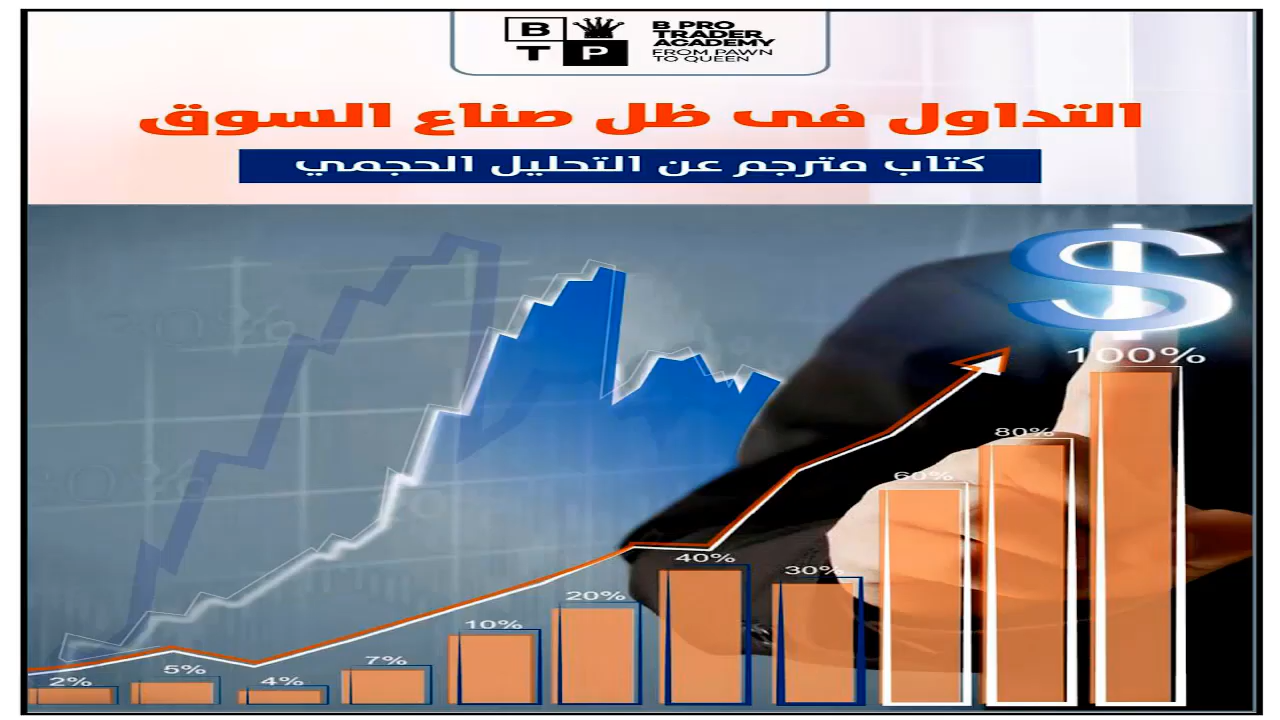 B
T
P
B PRO
TRADER
ACADEMY
FROM PAWN
TO QUEEN
التداول فى ظل صناع السوق
كتاب مترجم عن التحليل الحجمي
$
100%
80%
60%
40%
30%
20%
10%
7%
5%
4%
2%